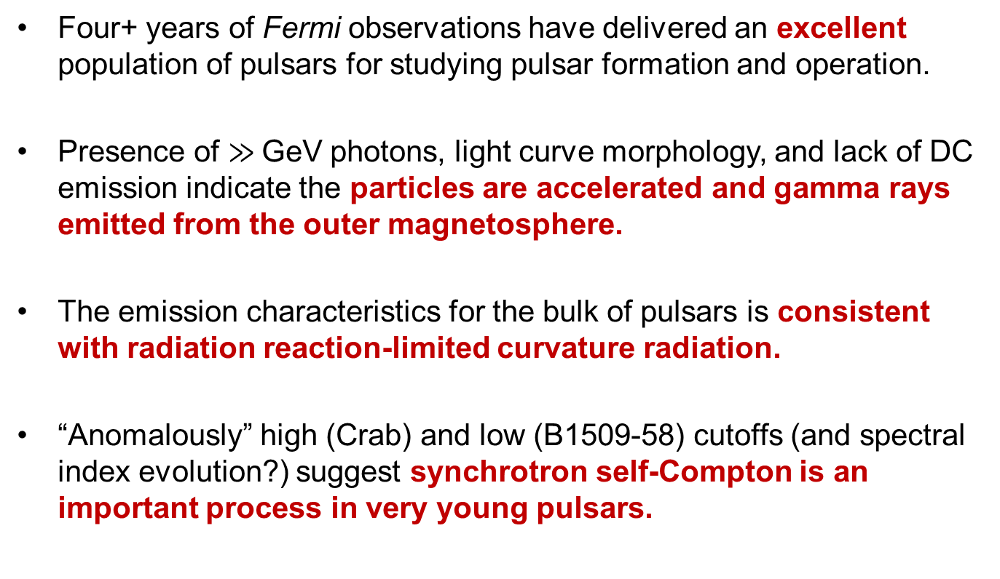 • Four+ years of Fermi observations have delivered an excellent
population of pulsars for studying pulsar formation and operation.
• Presence of ≫ GeV photons, light curve morphology, and lack of DC
emission indicate the particles are accelerated and gamma rays
emitted from the outer magnetosphere.
• The emission characteristics for the bulk of pulsars is consistent
with radiation reaction-limited curvature radiation.
• “Anomalously” high (Crab) and low (B1509-58) cutoffs (and spectral
index evolution?) suggest synchrotron self-Compton is an
important process in very young pulsars.